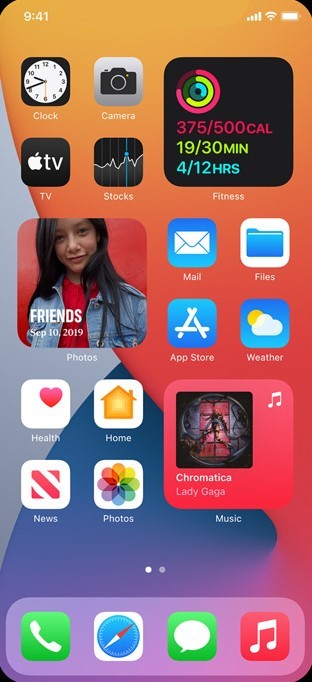 9:41
Clock
Camera
375/500CAL
19/30MIN
4/12HRS
tv
TV
Stocks
Fitness
FRIENDS
Sep 10, 2019
Photos
Mail
Files
App Store
Weather
Health
Home
Chromatica
Lady Gaga
News
Photos
Music